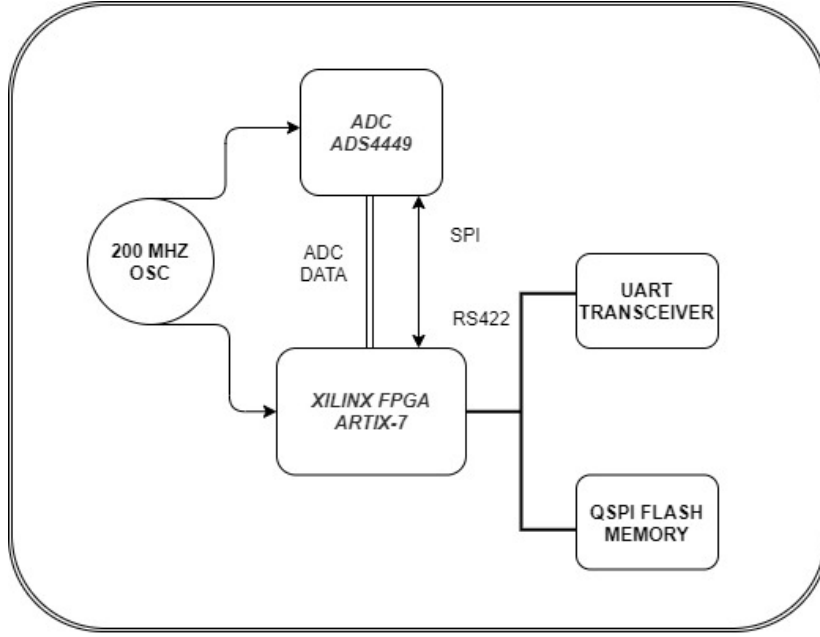 ADC
ADS4449
200 MHZ
OSC
ADC
DATA
SPI
RS422
UART
TRANSCEIVER
XILINX FPGA
ARTIX-7
QSPI FLASH
MEMORY